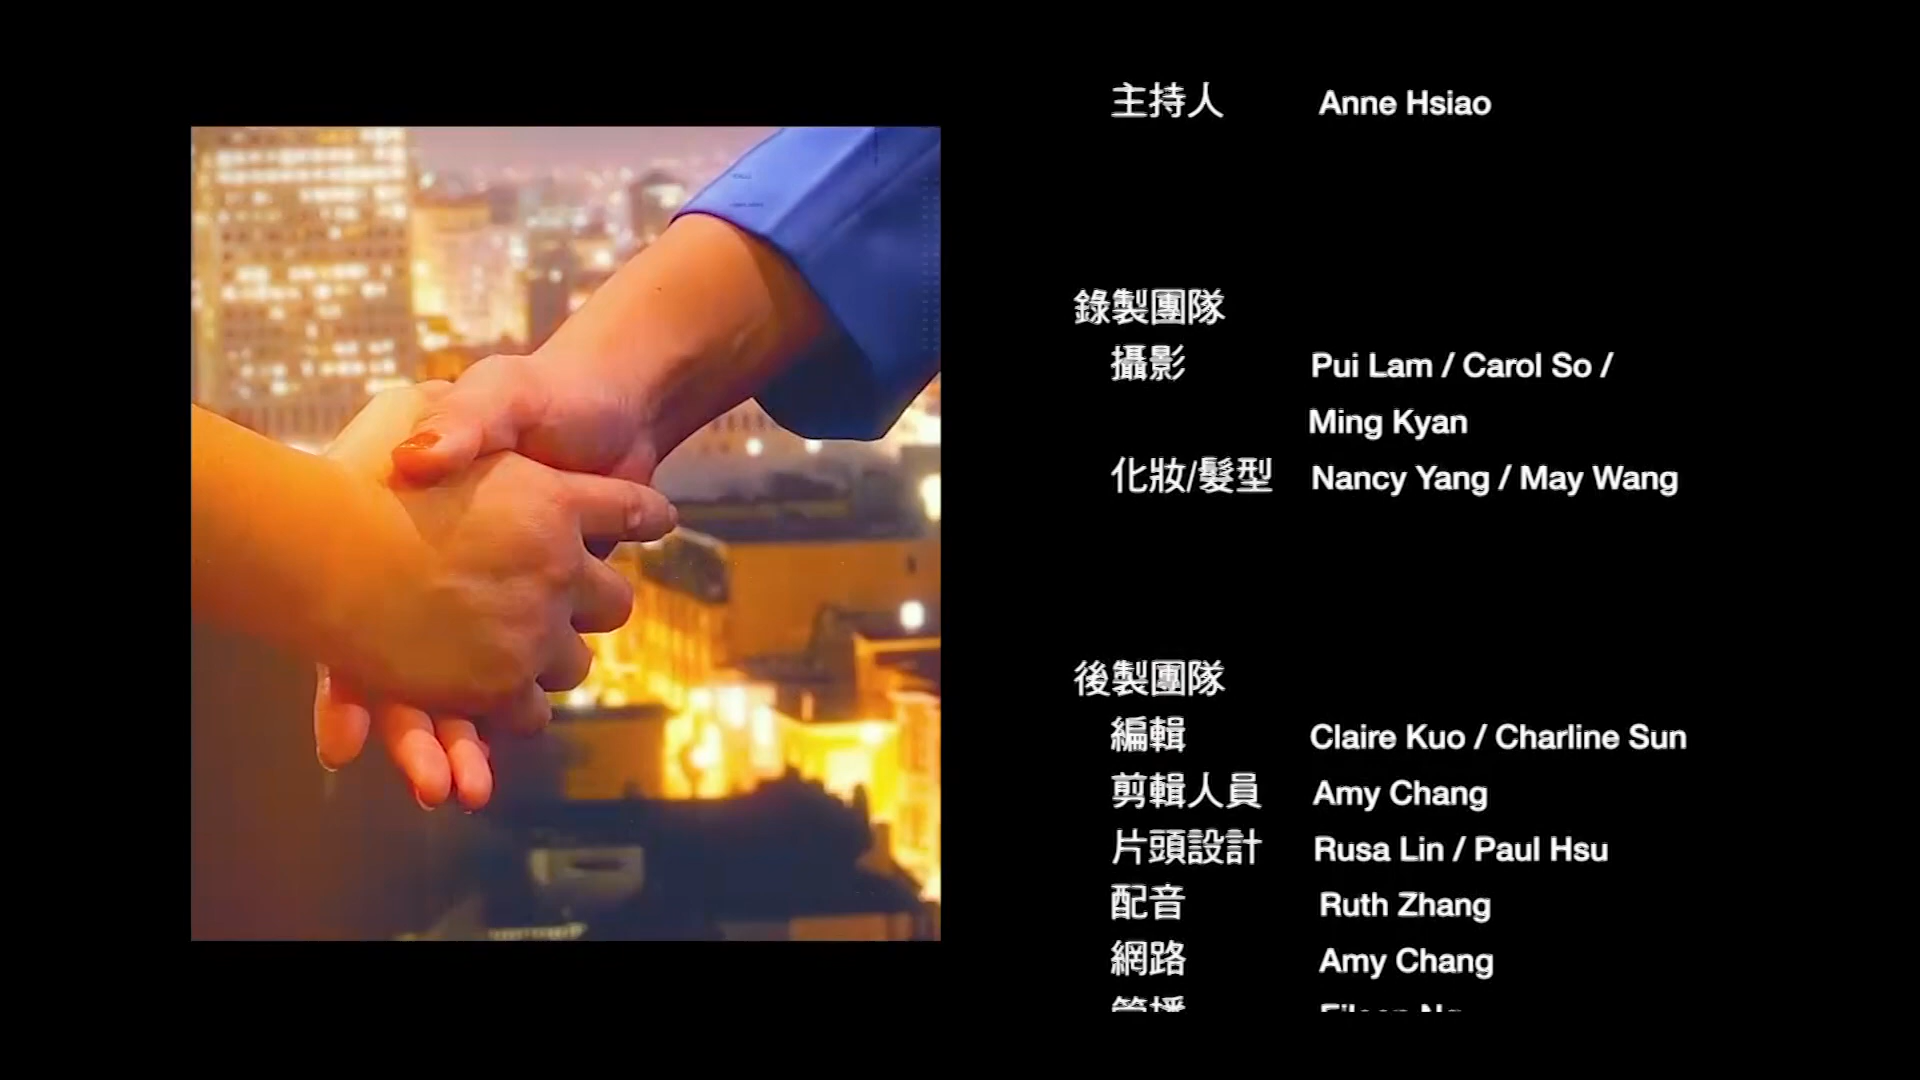 主持人 Anne Hsiao
錄製團隊
攝影 Pui Lam / Carol So /
Ming Kyan
化妝/髮型 Nancy Yang / May Wang
後製團隊
編輯 Claire Kuo / Charline Sun
剪輯人員 Amy Chang
片頭設計 Rusa Lin / Paul Hsu
配音 Ruth Zhang
網路 Amy Chang